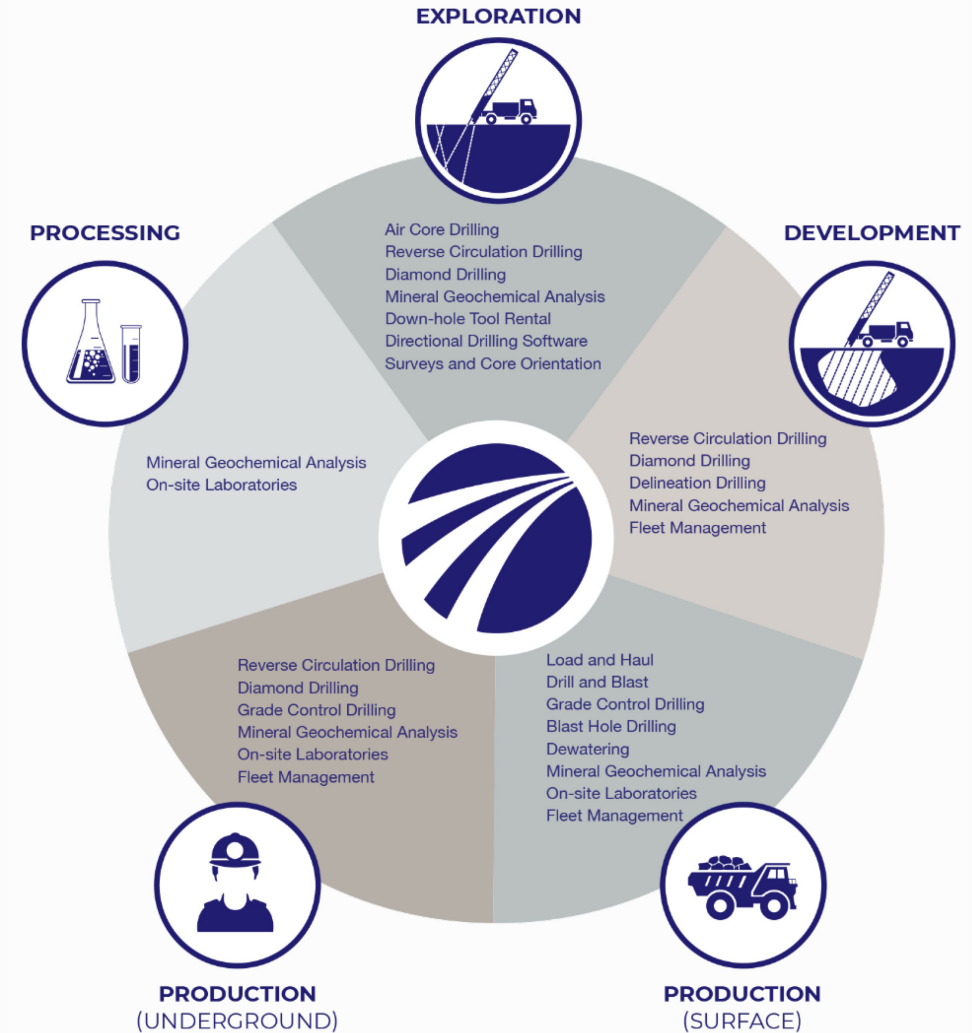 EXPLORATION
Air Core Drilling
Reverse Circulation Drilling
Diamond Drilling
Mineral Geochemical Analysis
Down-hole Tool Rental
Directional Drilling Software
Surveys and Core Orientation
DEVELOPMENT
Reverse Circulation Drilling
Diamond Drilling
Delineation Drilling
Mineral Geochemical Analysis
Fleet Management
Load and Haul
Drill and Blast
Grade Control Drilling
Blast Hole Drilling
Dewatering
Mineral Geochemical Analysis
On-site Laboratories
Fleet Management
PRODUCTION
(SURFACE)
Reverse Circulation Drilling
Diamond Drilling
Grade Control Drilling
Mineral Geochemical Analysis
On-site Laboratories
Fleet Management
PRODUCTION
(UNDERGROUND)
PROCESSING
Mineral Geochemical Analysis
On-site Laboratories